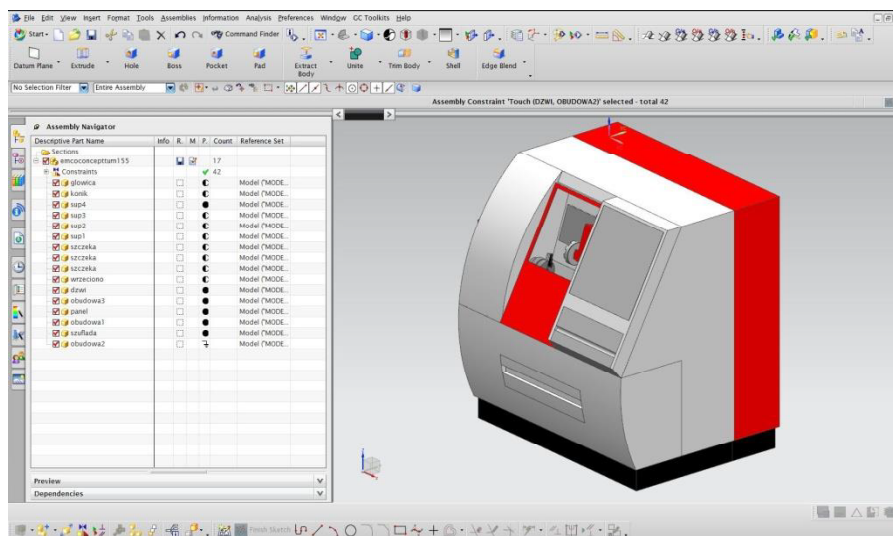 File Edit View Insert Format Tools Assemblies Information Analysis Preferences Window GC Toolkits Help
Start Command Finder
Datum Plane Extrude Hole Boss Pocket Pad Extract Body Unite Trim Body Shell Edge Blend
No Selection Filter Entire Assembly
Assembly Constraint 'Touch (DZWI, OBUDOWA2)' selected - total 42
Assembly Navigator
Descriptive Part Name Info R. M P. Count Reference Set
Sections
emcoconceptturn155 17
Constraints 42
glowica Model ("MODE...
konik Model ("MODE...
sup4 Model ("MODE...
sup3 Model ("MODE...
sup2 Model ("MODE...
sup1 Model ("MODE...
szczeka Model ("MODE...
szczeka Model ("MODE...
szczeka Model ("MODE...
wrzeciono Model ("MODE...
dzwi Model ("MODE...
obudowa3 Model ("MODE...
panel Model ("MODE...
obudowa1 Model ("MODE...
szuflada Model ("MODE...
obudowa2 Model ("MODE...
Preview
Dependencies
Finish Sketch